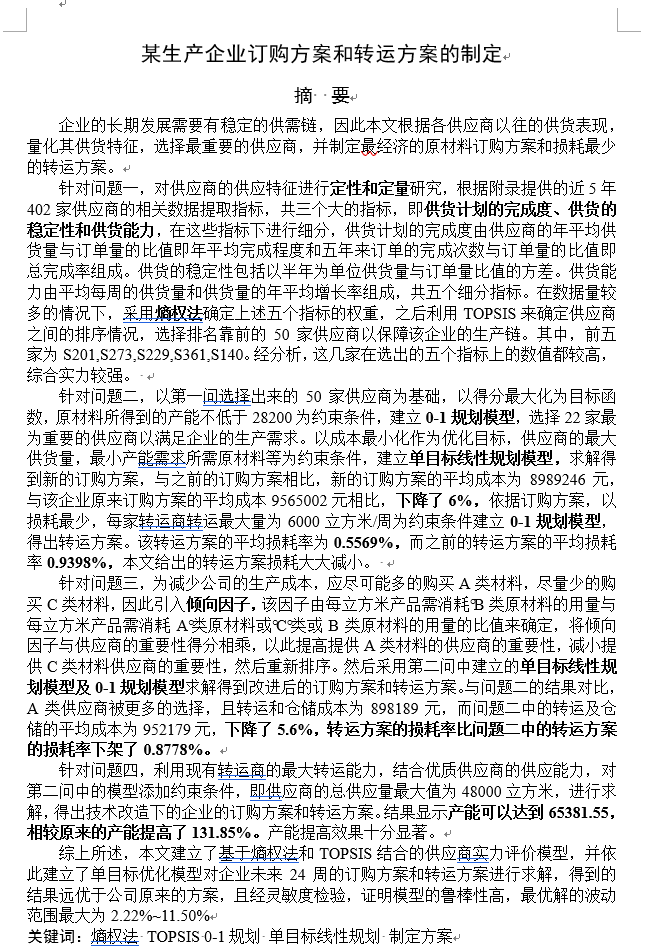 某生产企业订购方案和转运方案的制定
摘 要
企业的长期发展需要有稳定的供需链，因此本文根据各供应商以往的供货表现，
量化其供货特征，选择最重要的供应商，并制定最经济的原材料订购方案和损耗最少
的转运方案。
针对问题一，对供应商的供应特征进行定性和定量研究，根据附录提供的近 5 年
402 家供应商的相关数据提取指标，共三个大的指标，即供货计划的完成度、供货的
稳定性和供货能力，在这些指标下进行细分，供货计划的完成度由供应商的年平均供
货量与订单量的比值即年平均完成程度和五年来订单的完成次数与订单量的比值即
总完成率组成。供货的稳定性包括以半年为单位供货量与订单量比值的方差。供货能
力由平均每周的供货量和供货量的年平均增长率组成，共五个细分指标。在数据量较
多的情况下，采用熵权法确定上述五个指标的权重，之后利用 TOPSIS 来确定供应商
之间的排序情况，选择排名靠前的 50 家供应商以保障该企业的生产链。其中，前五
家为 S201,S273,S229,S361,S140。经分析，这几家在选出的五个指标上的数值都较高，
综合实力较强。
针对问题二，以第一问选择出来的 50 家供应商为基础，以得分最大化为目标函
数，原材料所得到的产能不低于 28200 为约束条件，建立 0-1 规划模型，选择 22 家最
为重要的供应商以满足企业的生产需求。以成本最小化作为优化目标，供应商的最大
供货量，最小产能需求所需原材料等为约束条件，建立单目标线性规划模型，求解得
到新的订购方案，与之前的订购方案相比，新的订购方案的平均成本为 8989246 元，
与该企业原来订购方案的平均成本 9565002 元相比，下降了 6%，依据订购方案，以
损耗最少，每家转运商转运最大量为 6000 立方米/周为约束条件建立 0-1 规划模型，
得出转运方案。该转运方案的平均损耗率为 0.5569%，而之前的转运方案的平均损耗
率 0.9398%，本文给出的转运方案损耗大大减小。
针对问题三，为减少公司的生产成本，应尽可能多的购买 A 类材料，尽量少的购
买 C 类材料，因此引入倾向因子，该因子由每立方米产品需消耗 B 类原材料的用量与
每立方米产品需消耗 A 类原材料或 C 类或 B 类原材料的用量的比值来确定，将倾向
因子与供应商的重要性得分相乘，以此提高提供 A 类材料的供应商的重要性，减小提
供 C 类材料供应商的重要性，然后重新排序。然后采用第二问中建立的单目标线性规
划模型及 0-1 规划模型求解得到改进后的订购方案和转运方案。与问题二的结果对比，
A 类供应商被更多的选择，且转运和仓储成本为 898189 元，而问题二中的转运及仓
储的平均成本为 952179 元，下降了 5.6%，转运方案的损耗率比问题二中的转运方案
的损耗率下架了 0.8778%。
针对问题四，利用现有转运商的最大转运能力，结合优质供应商的供应能力，对
第二问中的模型添加约束条件，即供应商的总供应量最大值为 48000 立方米，进行求
解，得出技术改造下的企业的订购方案和转运方案。结果显示产能可以达到 65381.55，
相较原来的产能提高了 131.85%。产能提高效果十分显著。
综上所述，本文建立了基于熵权法和 TOPSIS 结合的供应商实力评价模型，并依
此建立了单目标优化模型对企业未来 24 周的订购方案和转运方案进行求解，得到的
结果远优于公司原来的方案，且经灵敏度检验，证明模型的鲁棒性高，最优解的波动
范围最大为 2.22%~11.50%
关键词：熵权法 TOPSIS 0-1 规划 单目标线性规划 制定方案